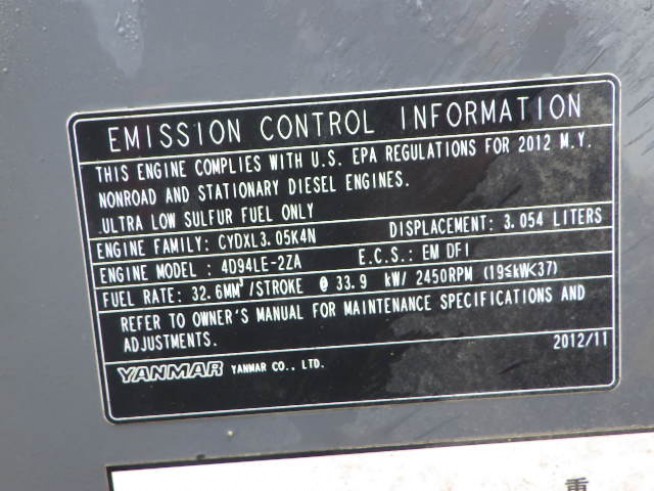 EMISSION CONTROL INFORMATION
THIS ENGINE COMPLIES WITH U.S. EPA REGULATIONS FOR 2012 M.Y.
NONROAD AND STATIONARY DIESEL ENGINES.
ULTRA LOW SULFUR FUEL ONLY
ENGINE FAMILY: CYDXL3.05K4N DISPLACEMENT: 3.054 LITERS
ENGINE MODEL : 4D94LE-2ZA E.C.S.: EM DFI
FUEL RATE: 32.6MM³/STROKE @ 33.9 kW/ 2450RPM (19≤kW<37)
REFER TO OWNER'S MANUAL FOR MAINTENANCE SPECIFICATIONS AND
ADJUSTMENTS.
2012/11
YANMAR YANMAR CO., LTD.